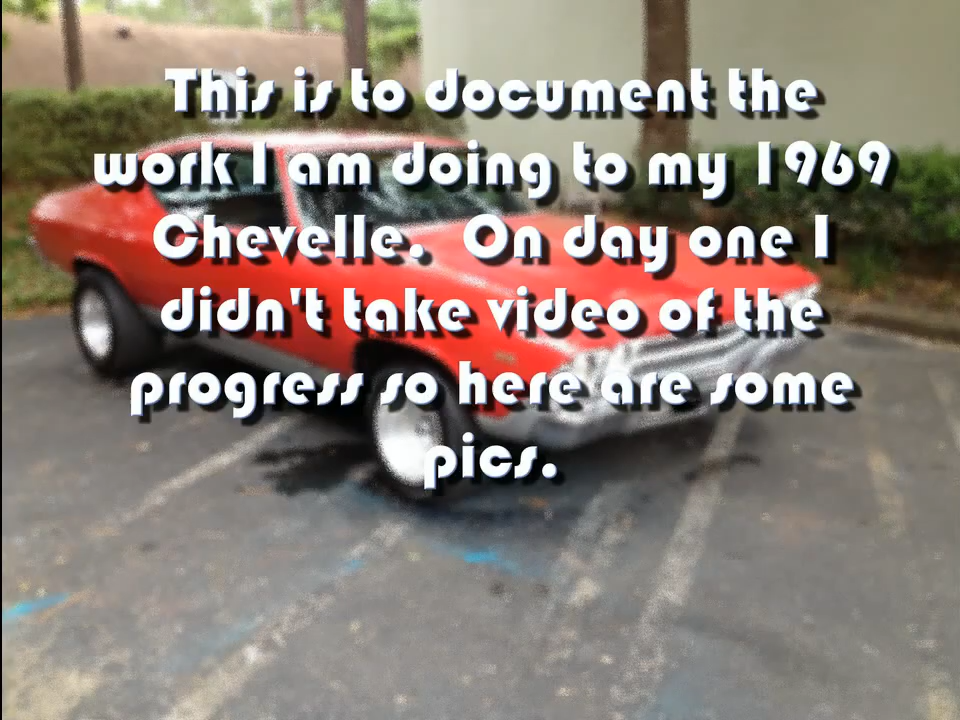 This is to document the
work I am doing to my 1969
Chevelle.  On day one I
didn't take video of the
progress so here are some
pics.